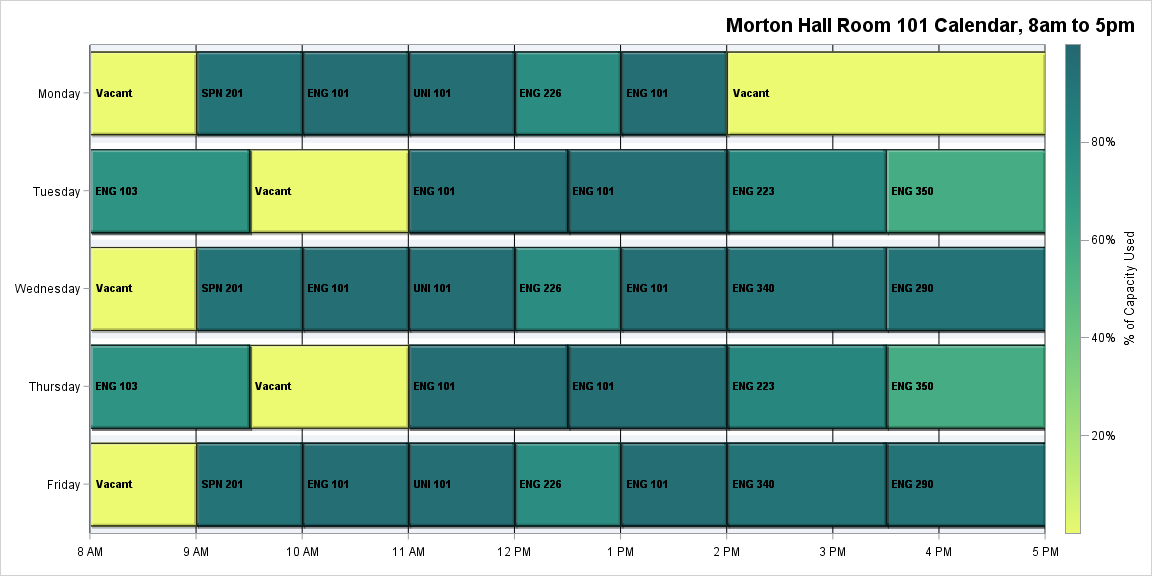 Morton Hall Room 101 Calendar, 8am to 5pm
Monday Vacant SPN 201 ENG 101 UNI 101 ENG 226 ENG 101 Vacant
Tuesday ENG 103 Vacant ENG 101 ENG 101 ENG 223 ENG 350
Wednesday Vacant SPN 201 ENG 101 UNI 101 ENG 226 ENG 101 ENG 340 ENG 290
Thursday ENG 103 Vacant ENG 101 ENG 101 ENG 223 ENG 350
Friday Vacant SPN 201 ENG 101 UNI 101 ENG 226 ENG 101 ENG 340 ENG 290
8 AM 9 AM 10 AM 11 AM 12 PM 1 PM 2 PM 3 PM 4 PM 5 PM
80%
60%
40%
20%
% of Capacity Used